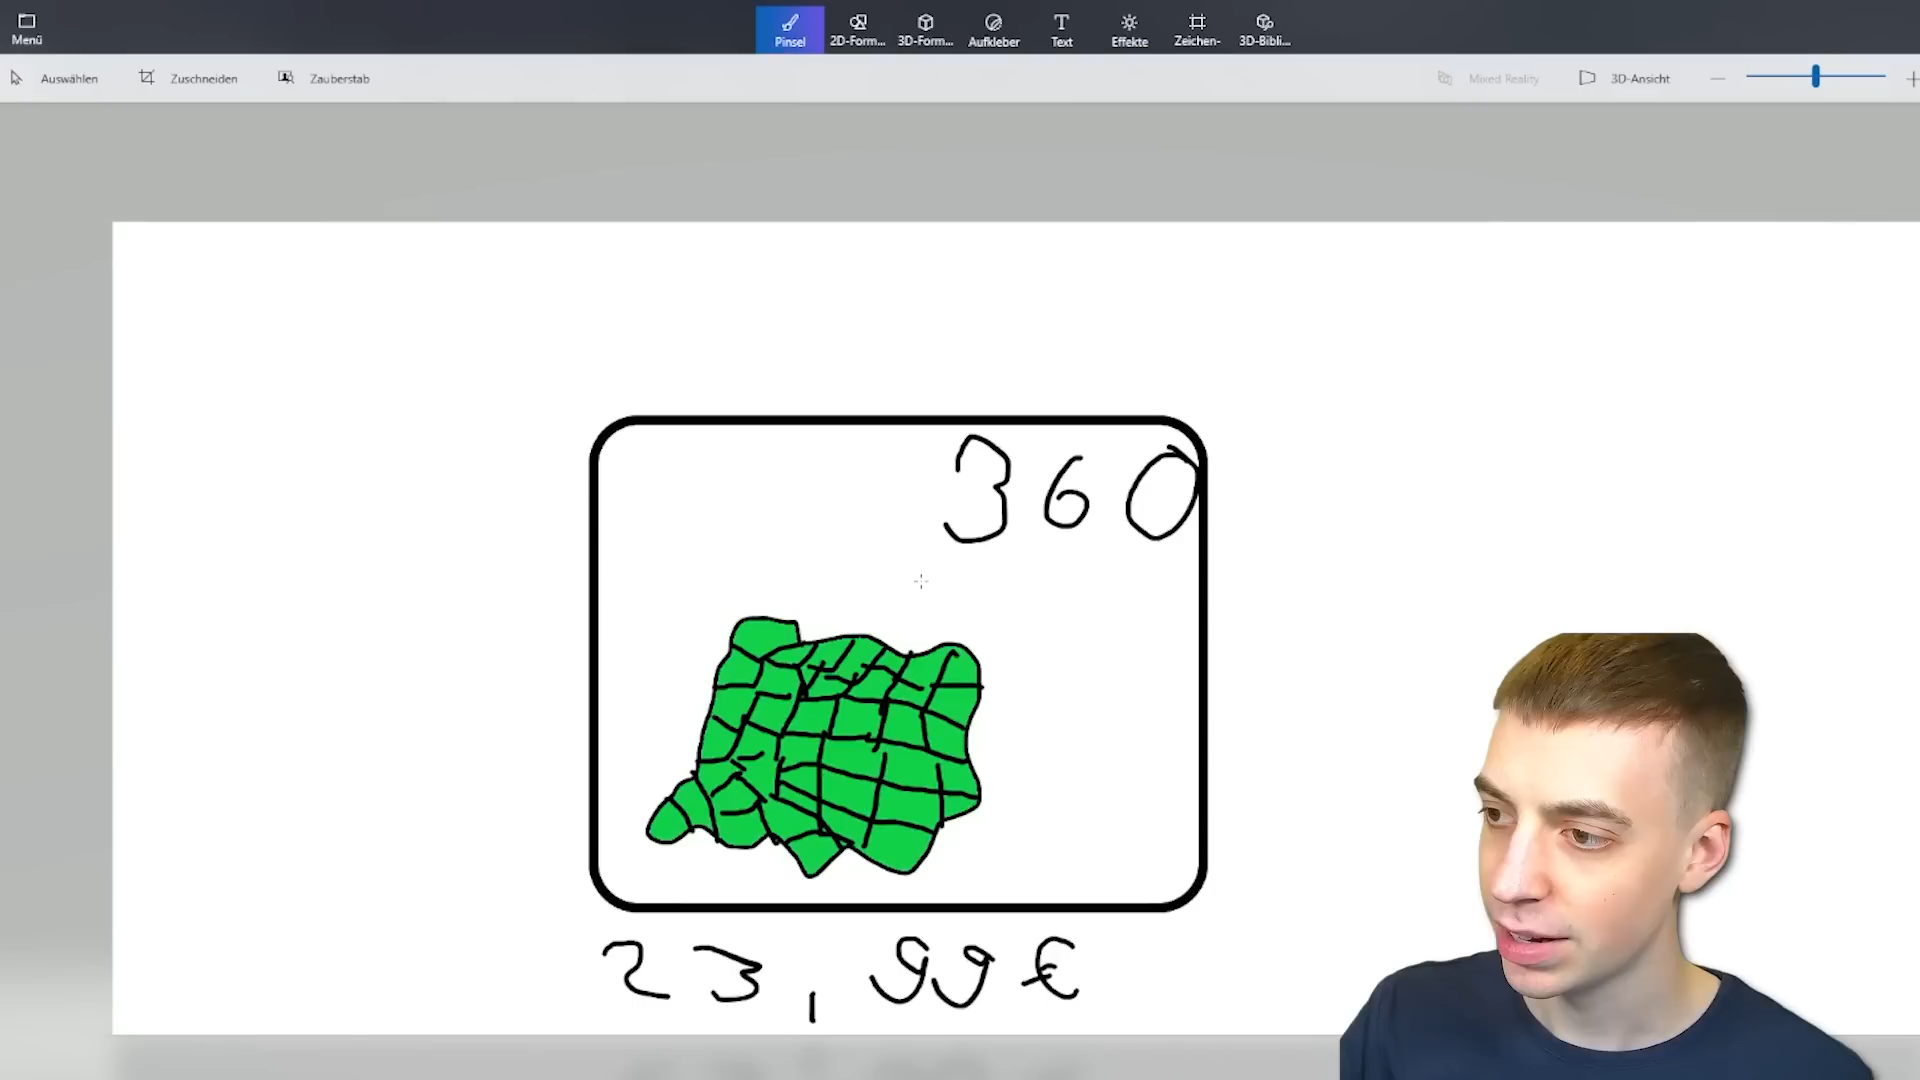 Menü
Pinsel
2D-Form...
3D-Form...
Aufkleber
Text
Effekte
Zeichen-
3D-Bibli...
Auswählen
Zuschneiden
Zauberstab
Mixed Reality
3D-Ansicht
360
23,99€